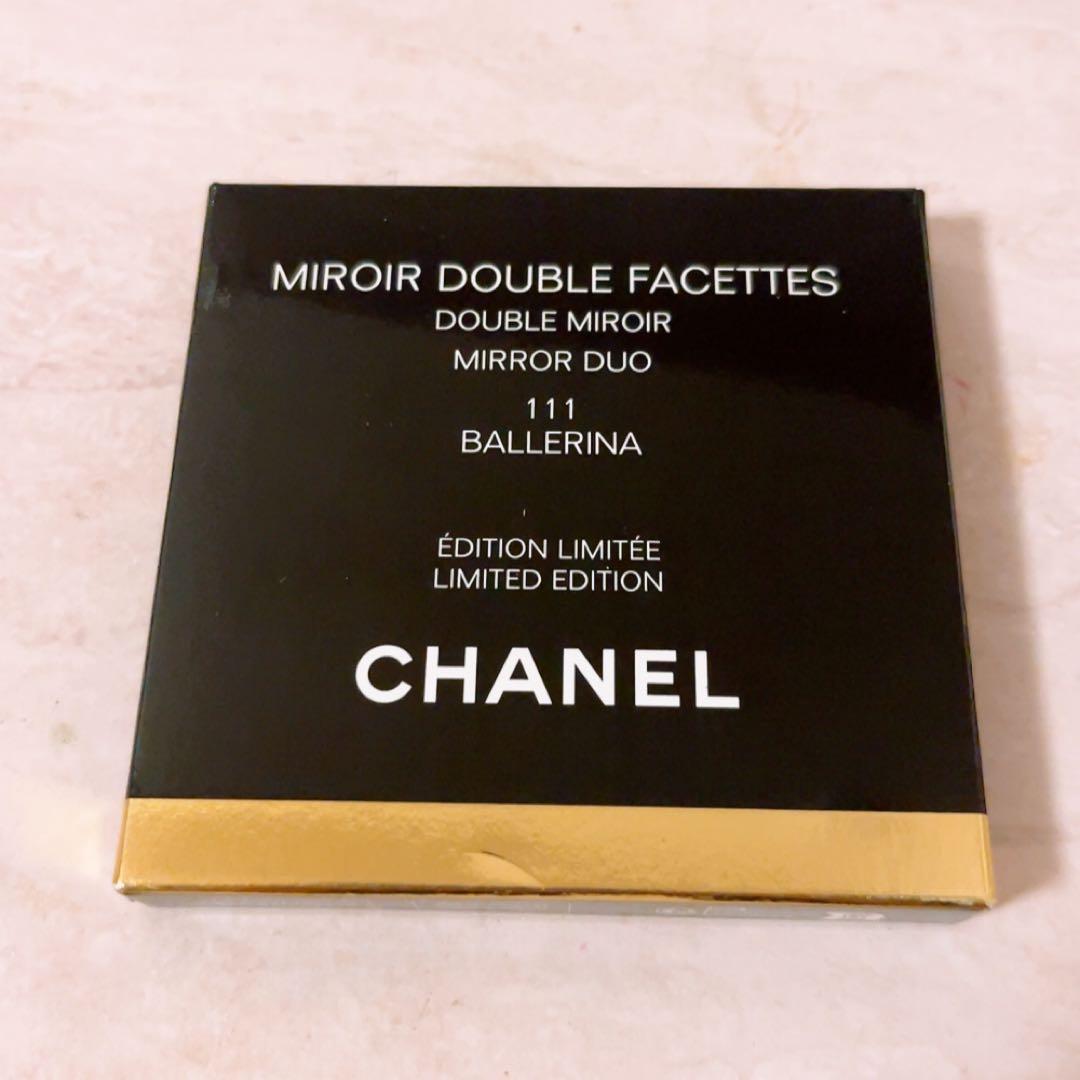 MIROIR DOUBLE FACETTES
DOUBLE MIROIR
MIRROR DUO
111
BALLERINA
ÉDITION LIMITÉE
LIMITED EDITION
CHANEL